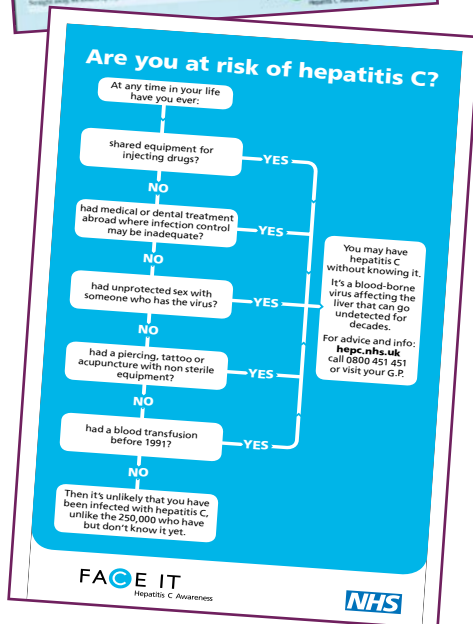 Hepatitis C Awareness
Are you at risk of hepatitis C?
At any time in your life
have you ever:
shared equipment for
injecting drugs?
YES
NO
had medical or dental treatment
abroad where infection control
may be inadequate?
YES
NO
had unprotected sex with
someone who has the virus?
YES
NO
had a piercing, tattoo or
acupuncture with non sterile
equipment?
YES
NO
had a blood transfusion
before 1991?
YES
NO
Then it's unlikely that you have
been infected with hepatitis C,
unlike the 250,000 who have
but don't know it yet.
You may have
hepatitis C
without knowing it.
It's a blood-borne
virus affecting the
liver that can go
undetected for
decades.
For advice and info:
hepc.nhs.uk
call 0800 451 451
or visit your G.P.
FACE IT
Hepatitis C Awareness
NHS